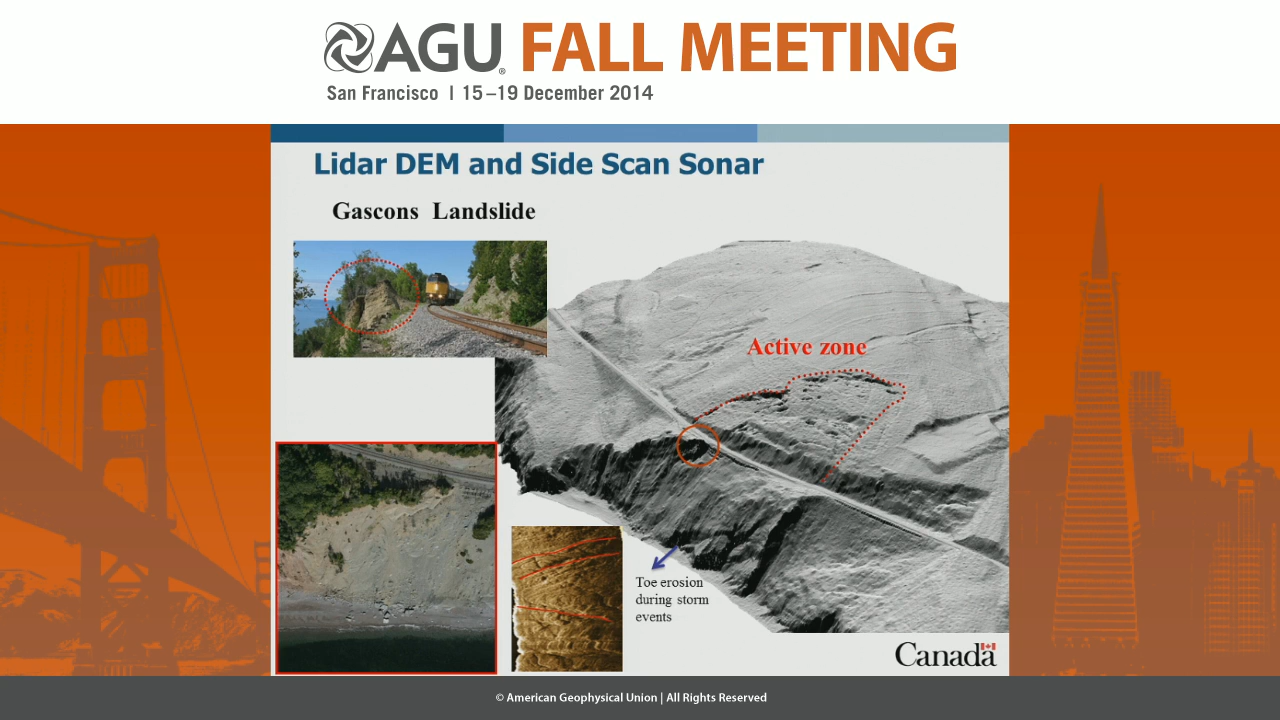 AGU® FALL MEETING
San Francisco | 15–19 December 2014
Lidar DEM and Side Scan Sonar
Gascons Landslide
Active zone
Toe erosion
during storm
events
Canada
© American Geophysical Union | All Rights Reserved